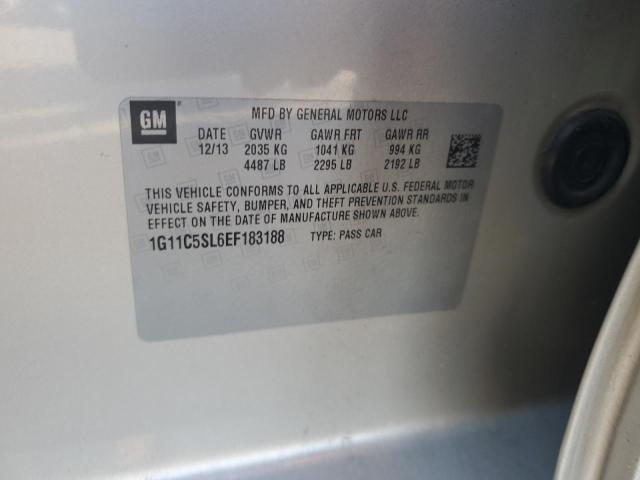 GM
MFD BY GENERAL MOTORS LLC
DATE GVWR GAWR FRT GAWR RR
12/13 2035 KG 1041 KG 994 KG
4487 LB 2295 LB 2192 LB
THIS VEHICLE CONFORMS TO ALL APPLICABLE U.S. FEDERAL MOTOR
VEHICLE SAFETY, BUMPER, AND THEFT PREVENTION STANDARDS IN
EFFECT ON THE DATE OF MANUFACTURE SHOWN ABOVE.
1G11C5SL6EF183188 TYPE: PASS CAR